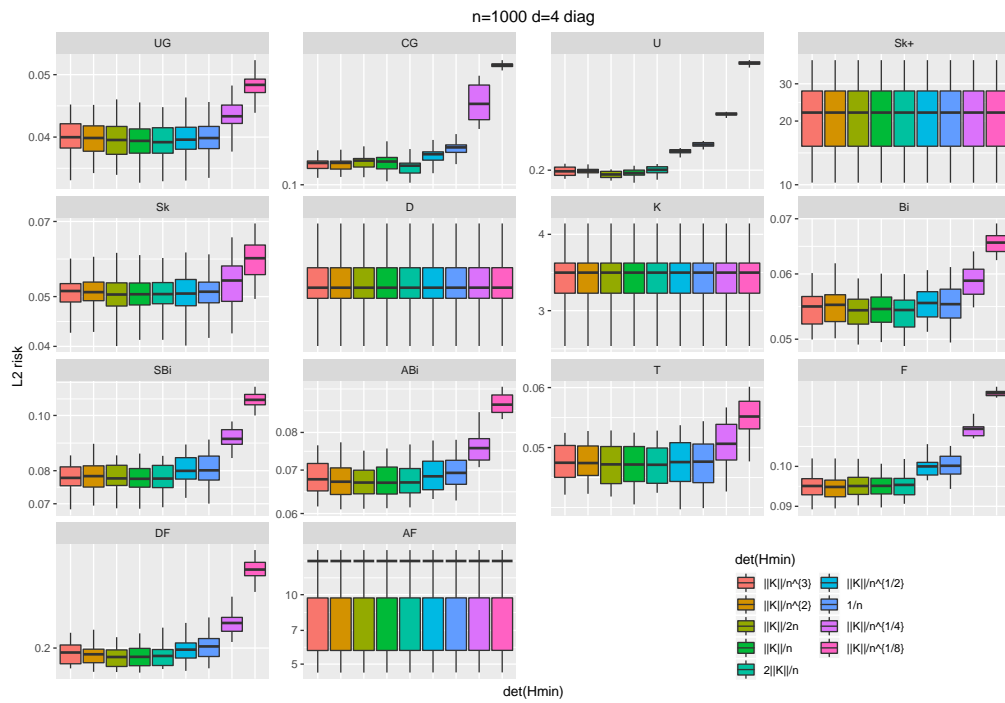 n=1000 d=4 diag
UG
CG
U
Sk+
0.05
0.04
0.1
0.2
30
20
10
Sk
D
K
Bi
0.07
0.05
0.04
4
3
0.07
0.06
0.05
L2 risk
SBi
ABi
T
F
0.10
0.08
0.07
0.08
0.07
0.06
0.06
0.05
0.10
0.09
DF
AF
0.2
10
7
5
det(Hmin)
||K||/n^{3}
||K||/n^{2}
||K||/2n
||K||/n
2||K||/n
||K||/n^{1/2}
1/n
||K||/n^{1/4}
||K||/n^{1/8}
det(Hmin)